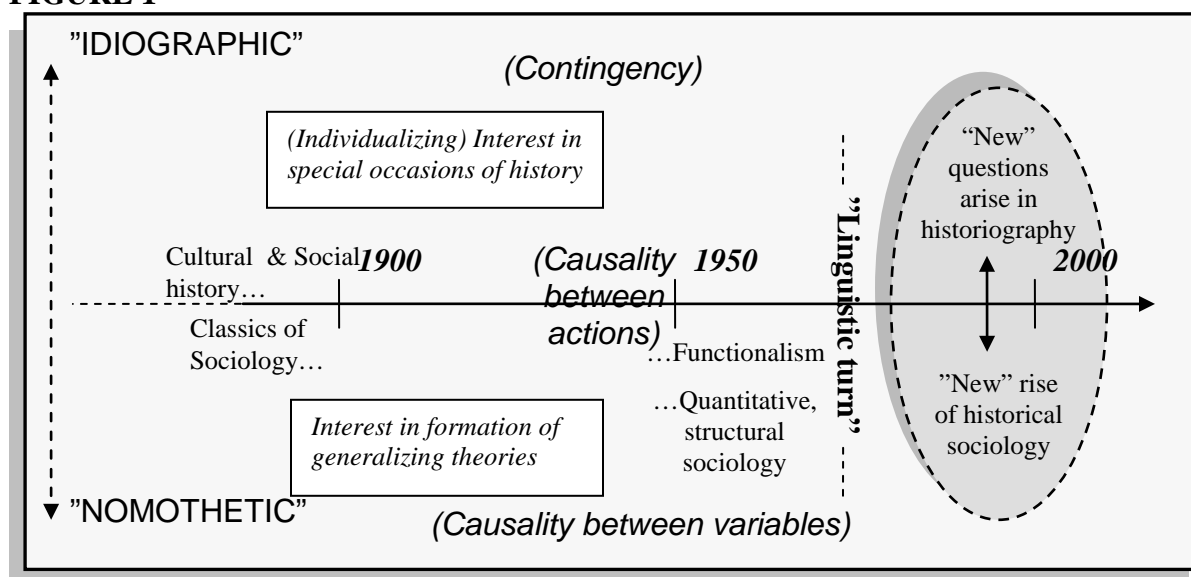 FIGURE 1
”IDIOGRAPHIC”
(Contingency)
(Individualizing) Interest in
special occasions of history
“New”
questions
arise in
historiography
Cultural & Social
history…
1900
(Causality
between
actions)
1950
”Linguistic turn”
2000
Classics of
Sociology…
…Functionalism
…Quantitative,
structural
sociology
”New” rise
of historical
sociology
Interest in formation of
generalizing theories
”NOMOTHETIC”
(Causality between variables)